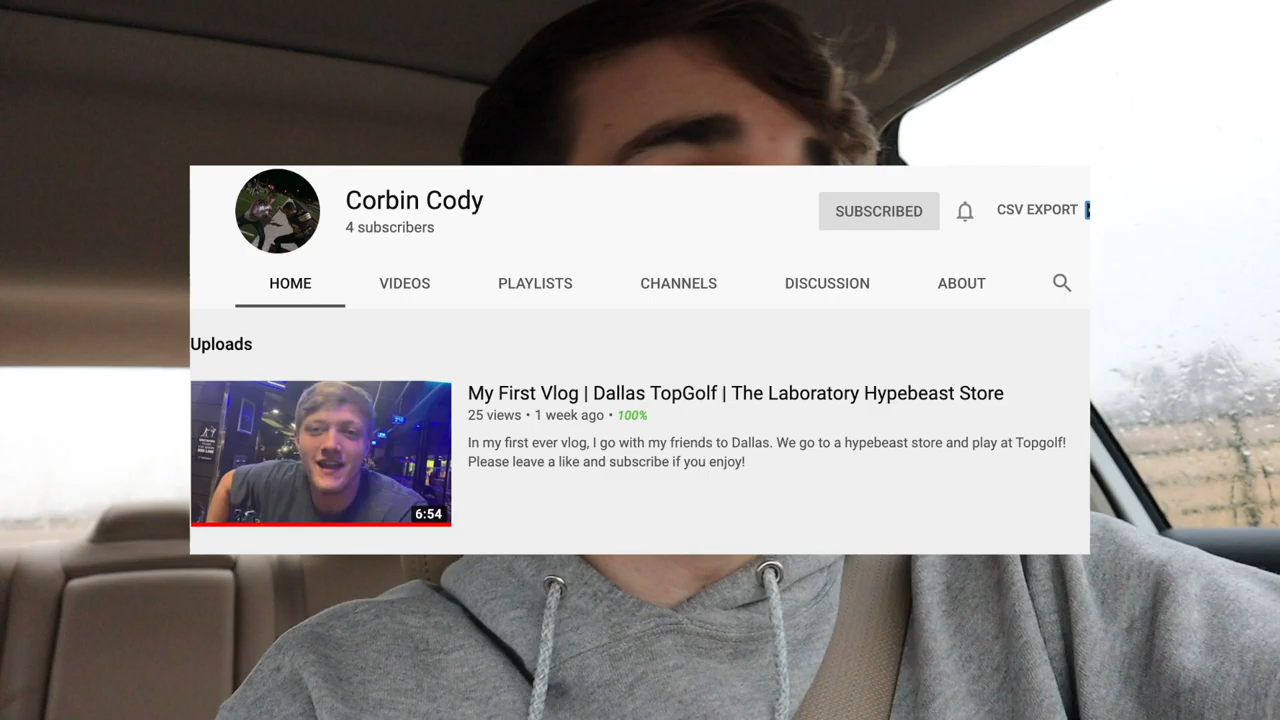 Corbin Cody
4 subscribers
SUBSCRIBED
CSV EXPORT
HOME
VIDEOS
PLAYLISTS
CHANNELS
DISCUSSION
ABOUT
Uploads
6:54
My First Vlog | Dallas TopGolf | The Laboratory Hypebeast Store
25 views • 1 week ago • 100%
In my first ever vlog, I go with my friends to Dallas. We go to a hypebeast store and play at Topgolf!
Please leave a like and subscribe if you enjoy!